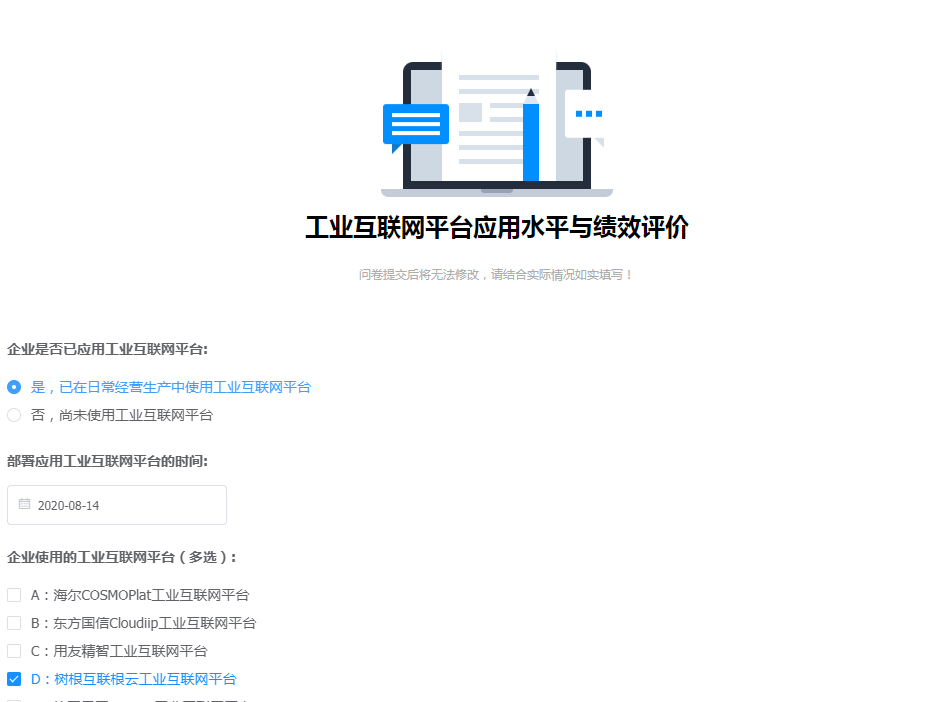 工业互联网平台应用水平与绩效评价
问卷提交后将无法修改，请结合实际情况如实填写！
企业是否已应用工业互联网平台:
是，已在日常经营生产中使用工业互联网平台
否，尚未使用工业互联网平台
部署应用工业互联网平台的时间:
2020-08-14
企业使用的工业互联网平台（多选）:
A：海尔COSMOPlat工业互联网平台
B：东方国信Cloudiip工业互联网平台
C：用友精智工业互联网平台
D：树根互联根云工业互联网平台